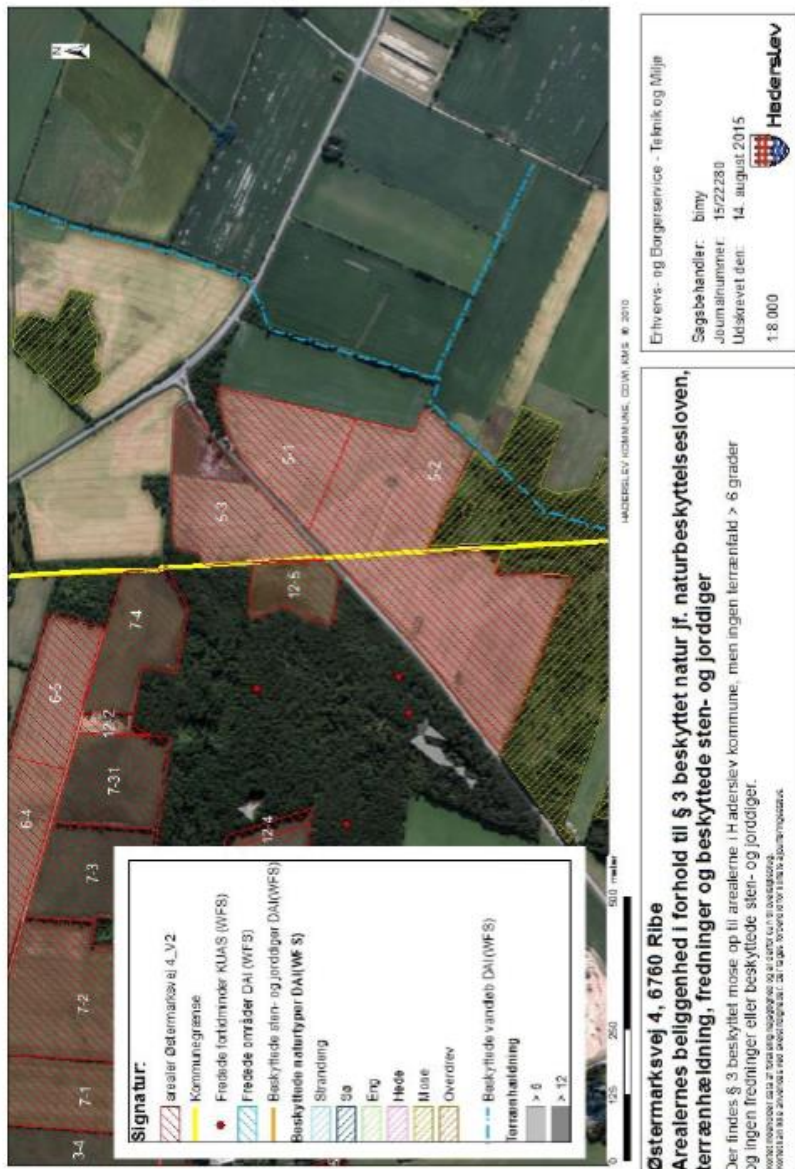 N
6-5
6-4
7-4
12-2
7-31
7-3
7-2
7-1
3-4
12-4
12-5
5-3
5-1
5-2
Signatur:
arealer Østermarksvej 4_V2
Kommunegrænse
Fredede fortidminder KUAS (WFS)
Fredede områder DAI (WFS)
Beskyttede sten- og jorddiger DAI(WFS)
Beskyttede naturtyper DAI(WFS)
Strandeng
Sø
Eng
Hede
Mose
Overdrev
Beskyttede vandløb DAI(WFS)
Terrænhældning
> 6
> 12
0 125 250 500 meter
HADERSLEV KOMMUNE, COWI, KMS © 2010
Østermarksvej 4, 6760 Ribe
Arealernes beliggenhed i forhold til § 3 beskyttet natur jf. naturbeskyttelsesloven,
terrænhældning, fredninger og beskyttede sten- og jorddiger
Der findes § 3 beskyttet mose op til arealerne i Haderslev kommune, men ingen terrænfald > 6 grader
og ingen fredninger eller beskyttede sten- og jorddiger.
Erhvervs- og Borgerservice - Teknik og Miljø
Sagsbehandler: bimy
Journalnummer: 15/22280
Udskrevet den: 14. august 2015
1:8.000
Haderslev